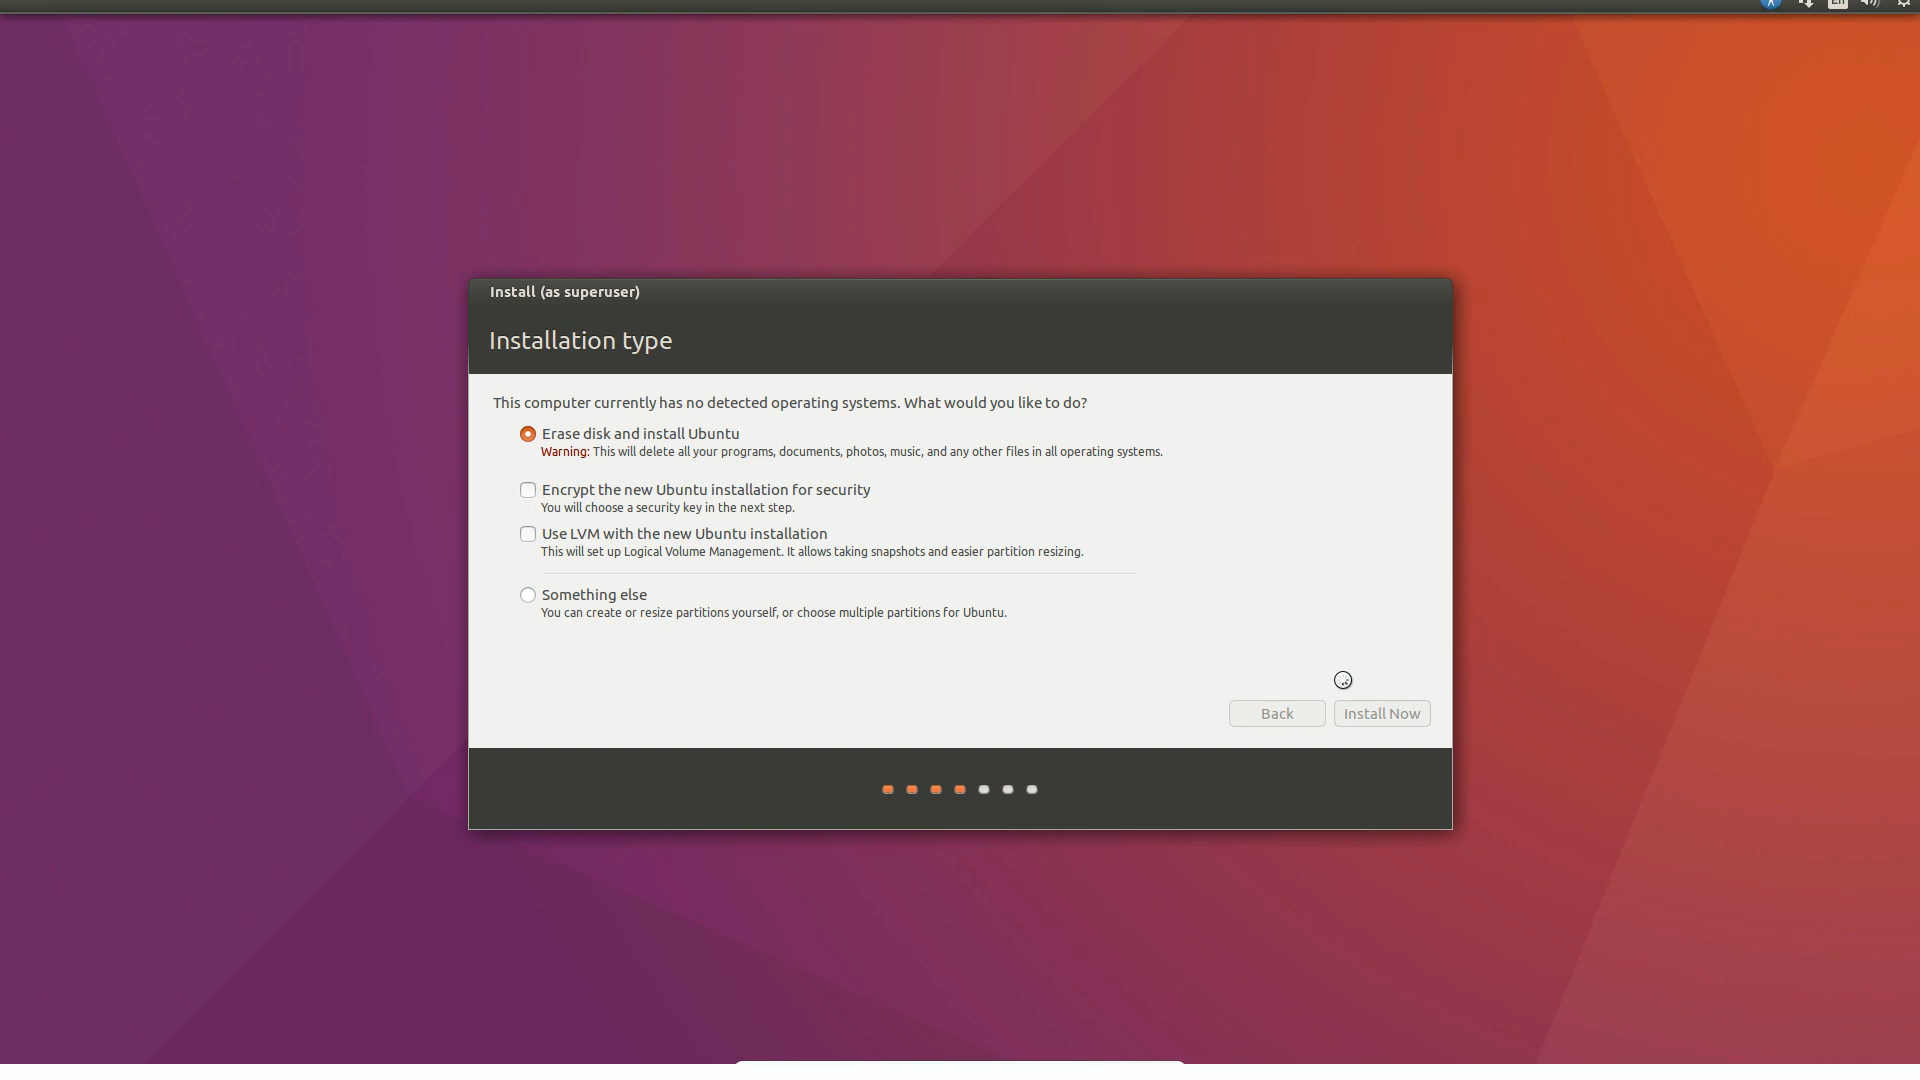 En
Install (as superuser)
Installation type
This computer currently has no detected operating systems. What would you like to do?
Erase disk and install Ubuntu
Warning: This will delete all your programs, documents, photos, music, and any other files in all operating systems.
Encrypt the new Ubuntu installation for security
You will choose a security key in the next step.
Use LVM with the new Ubuntu installation
This will set up Logical Volume Management. It allows taking snapshots and easier partition resizing.
Something else
You can create or resize partitions yourself, or choose multiple partitions for Ubuntu.
Back Install Now